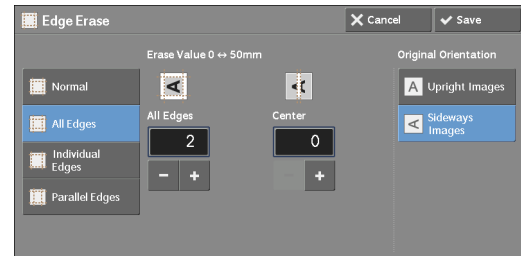 Edge Erase
Cancel
Save
Erase Value 0 ↔ 50mm
Original Orientation
Normal
All Edges
Individual
Edges
Parallel Edges
All Edges
2
− +
Center
0
− +
A Upright Images
A Sideways
Images